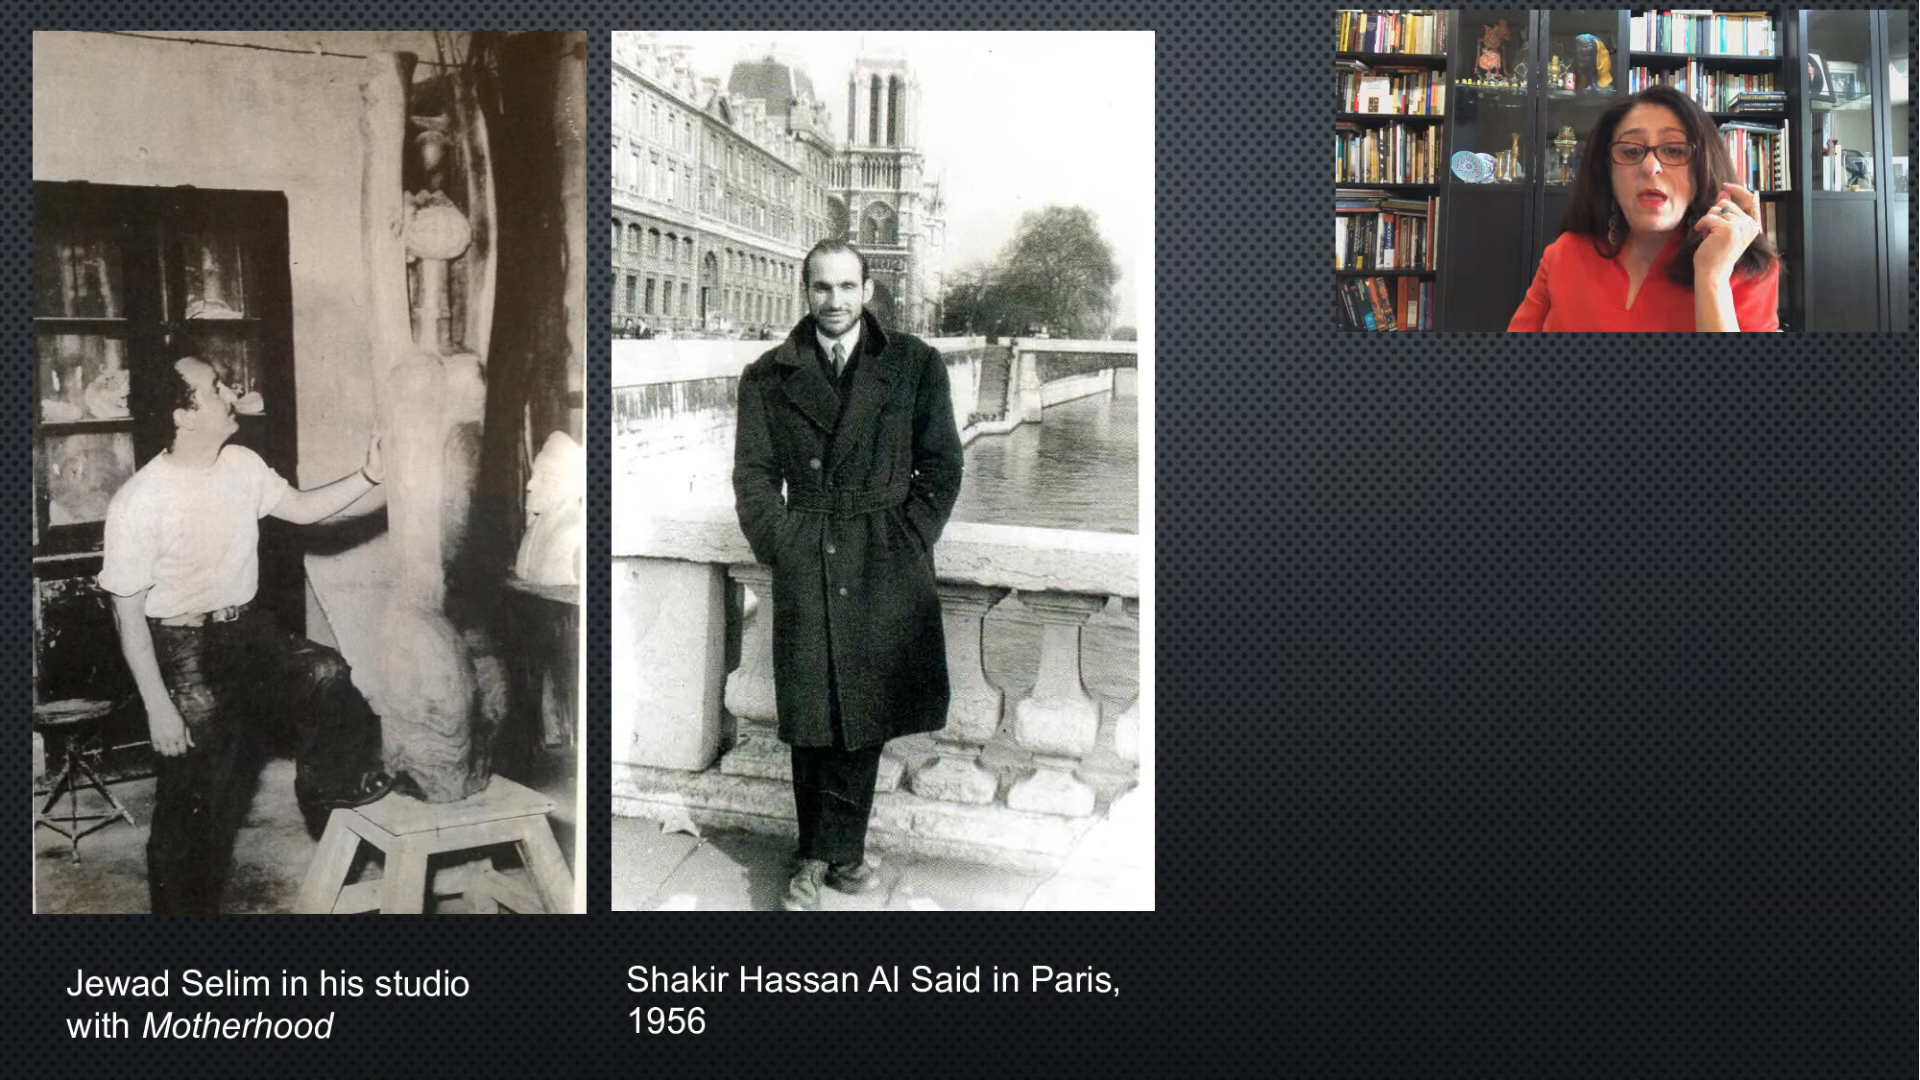 Jewad Selim in his studio
with Motherhood
Shakir Hassan Al Said in Paris,
1956